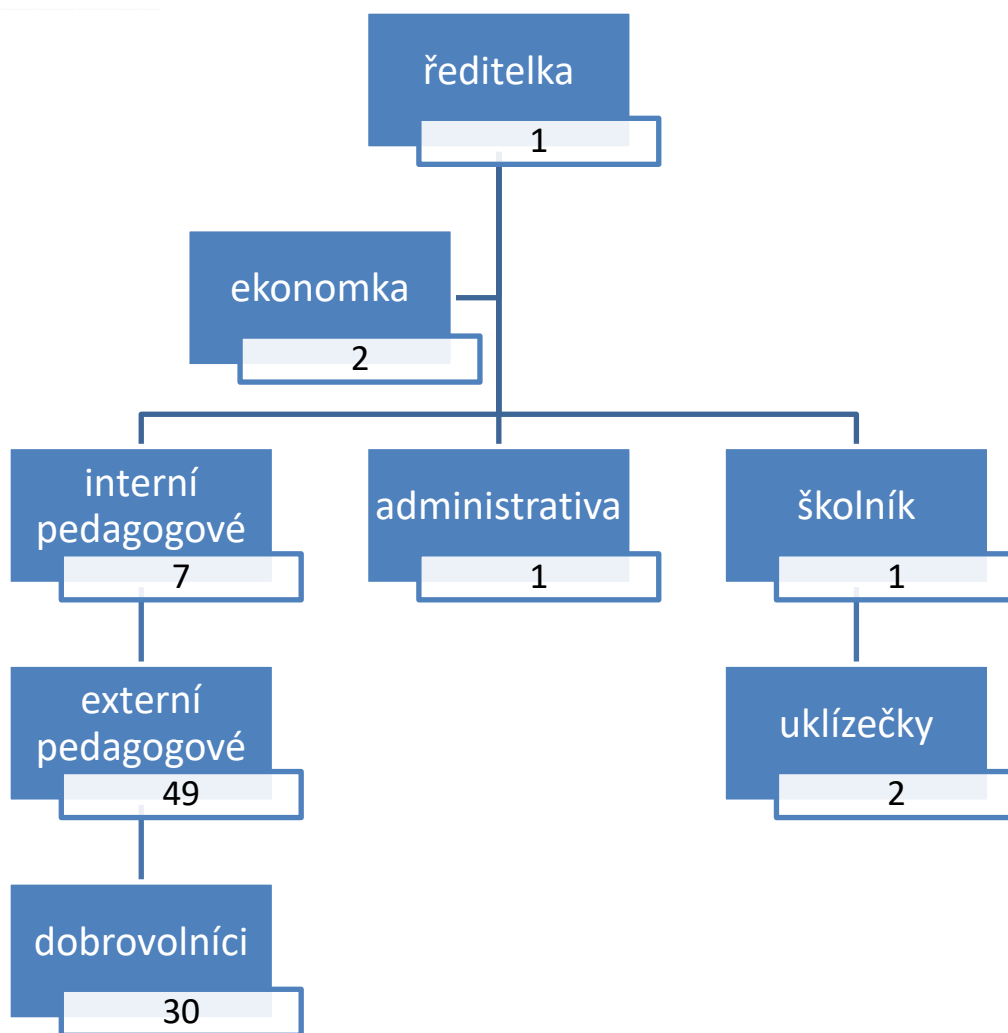 ředitelka
1
ekonomka
2
interní
pedagogové
7
administrativa
1
školník
1
externí
pedagogové
49
uklízečky
2
dobrovolníci
30